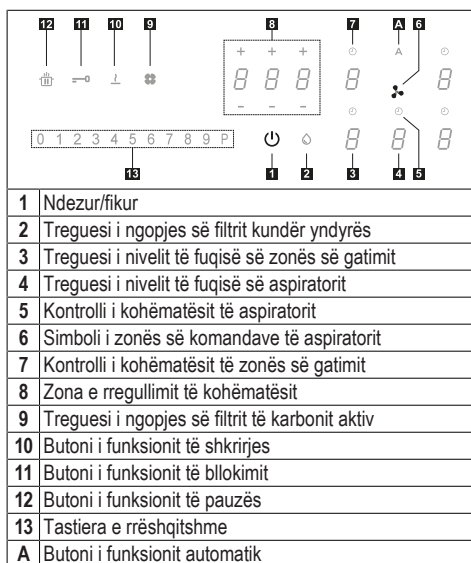 12 11 10 9 8 7 A 6
+ + + A
8 8 8 8 8
- - -
0 1 2 3 4 5 6 7 8 9 P 8 8 8
13 1 2 3 4 5
1 Ndezur/fikur
2 Treguesi i ngopjes së filtrit kundër yndyrës
3 Treguesi i nivelit të fuqisë së zonës së gatimit
4 Treguesi i nivelit të fuqisë së aspiratorit
5 Kontrolli i kohëmatësit të aspiratorit
6 Simboli i zonës së komandave të aspiratorit
7 Kontrolli i kohëmatësit të zonës së gatimit
8 Zona e rregullimit të kohëmatësit
9 Treguesi i ngopjes së filtrit të karbonit aktiv
10 Butoni i funksionit të shkrirjes
11 Butoni i funksionit të bllokimit
12 Butoni i funksionit të pauzës
13 Tastiera e rrëshqitshme
A Butoni i funksionit automatik